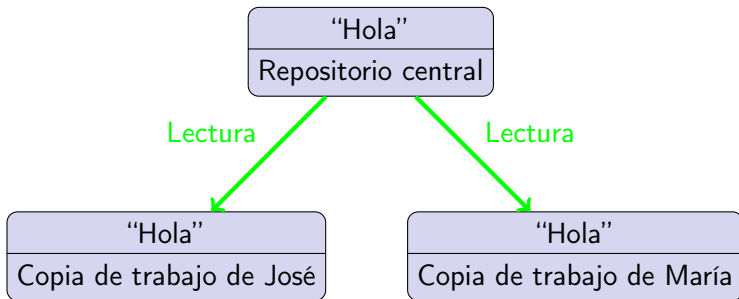 “Hola”
Repositorio central
Lectura
Lectura
“Hola”
Copia de trabajo de José
“Hola”
Copia de trabajo de María